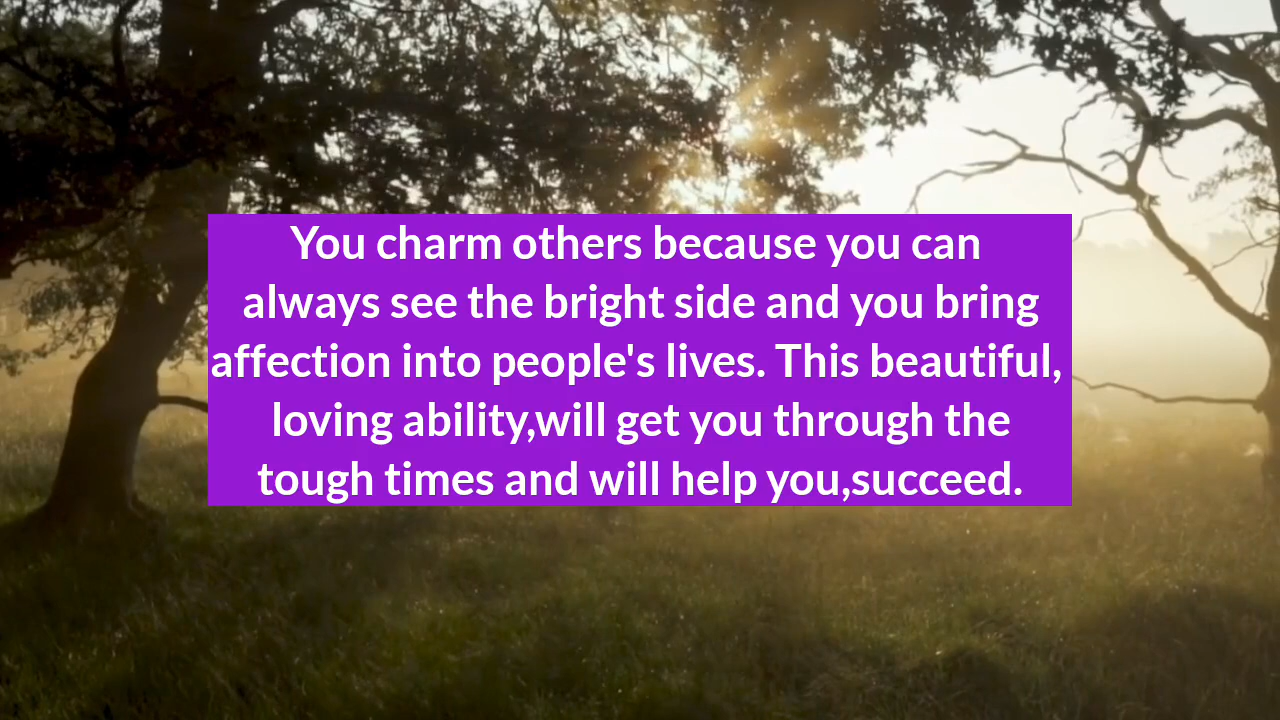 You charm others because you can
always see the bright side and you bring
affection into people's lives. This beautiful,
loving ability,will get you through the
tough times and will help you,succeed.